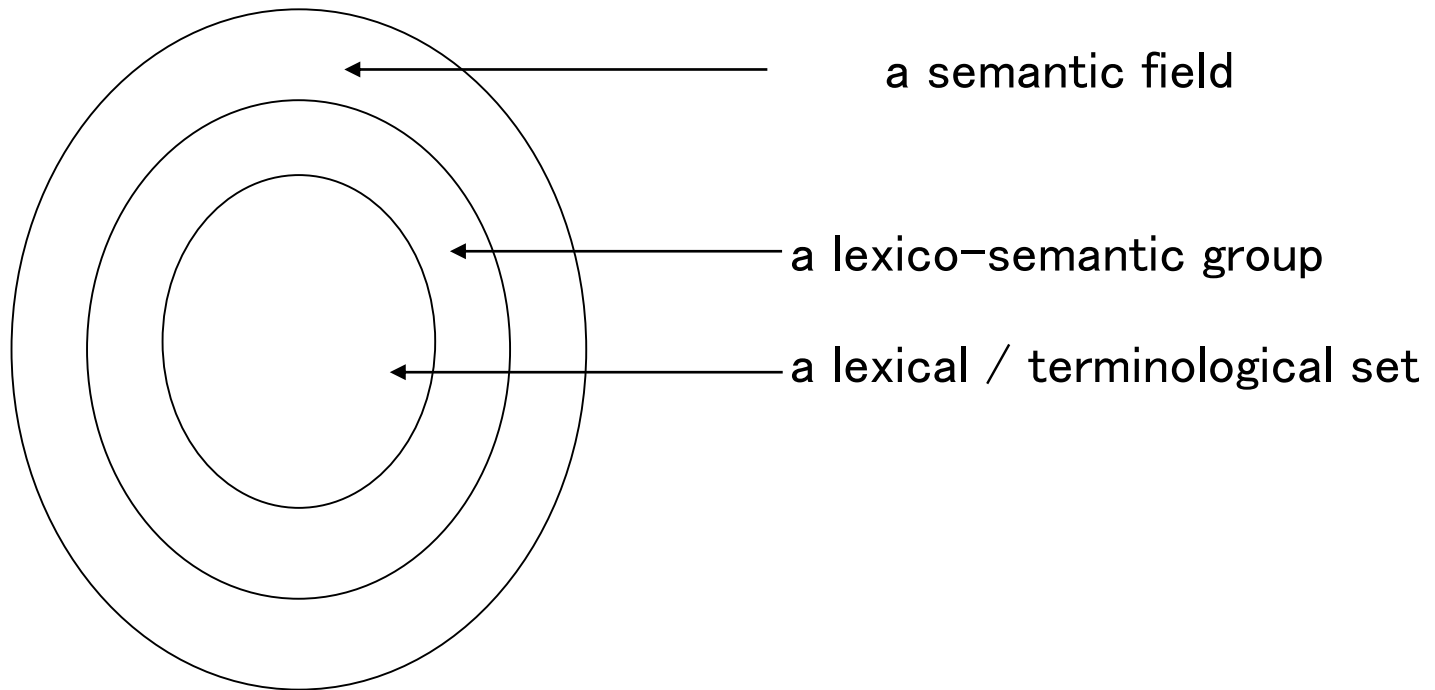 a semantic field
a lexico-semantic group
a lexical / terminological set